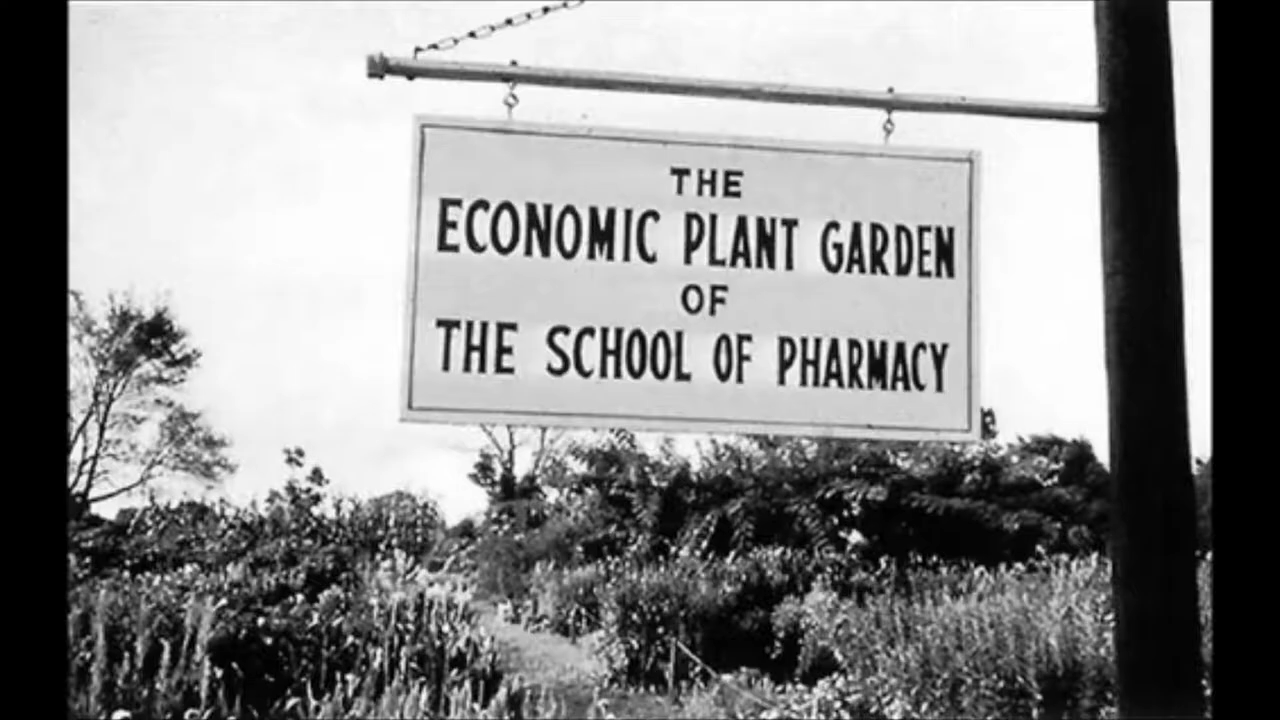 THE
ECONOMIC PLANT GARDEN
OF
THE SCHOOL OF PHARMACY